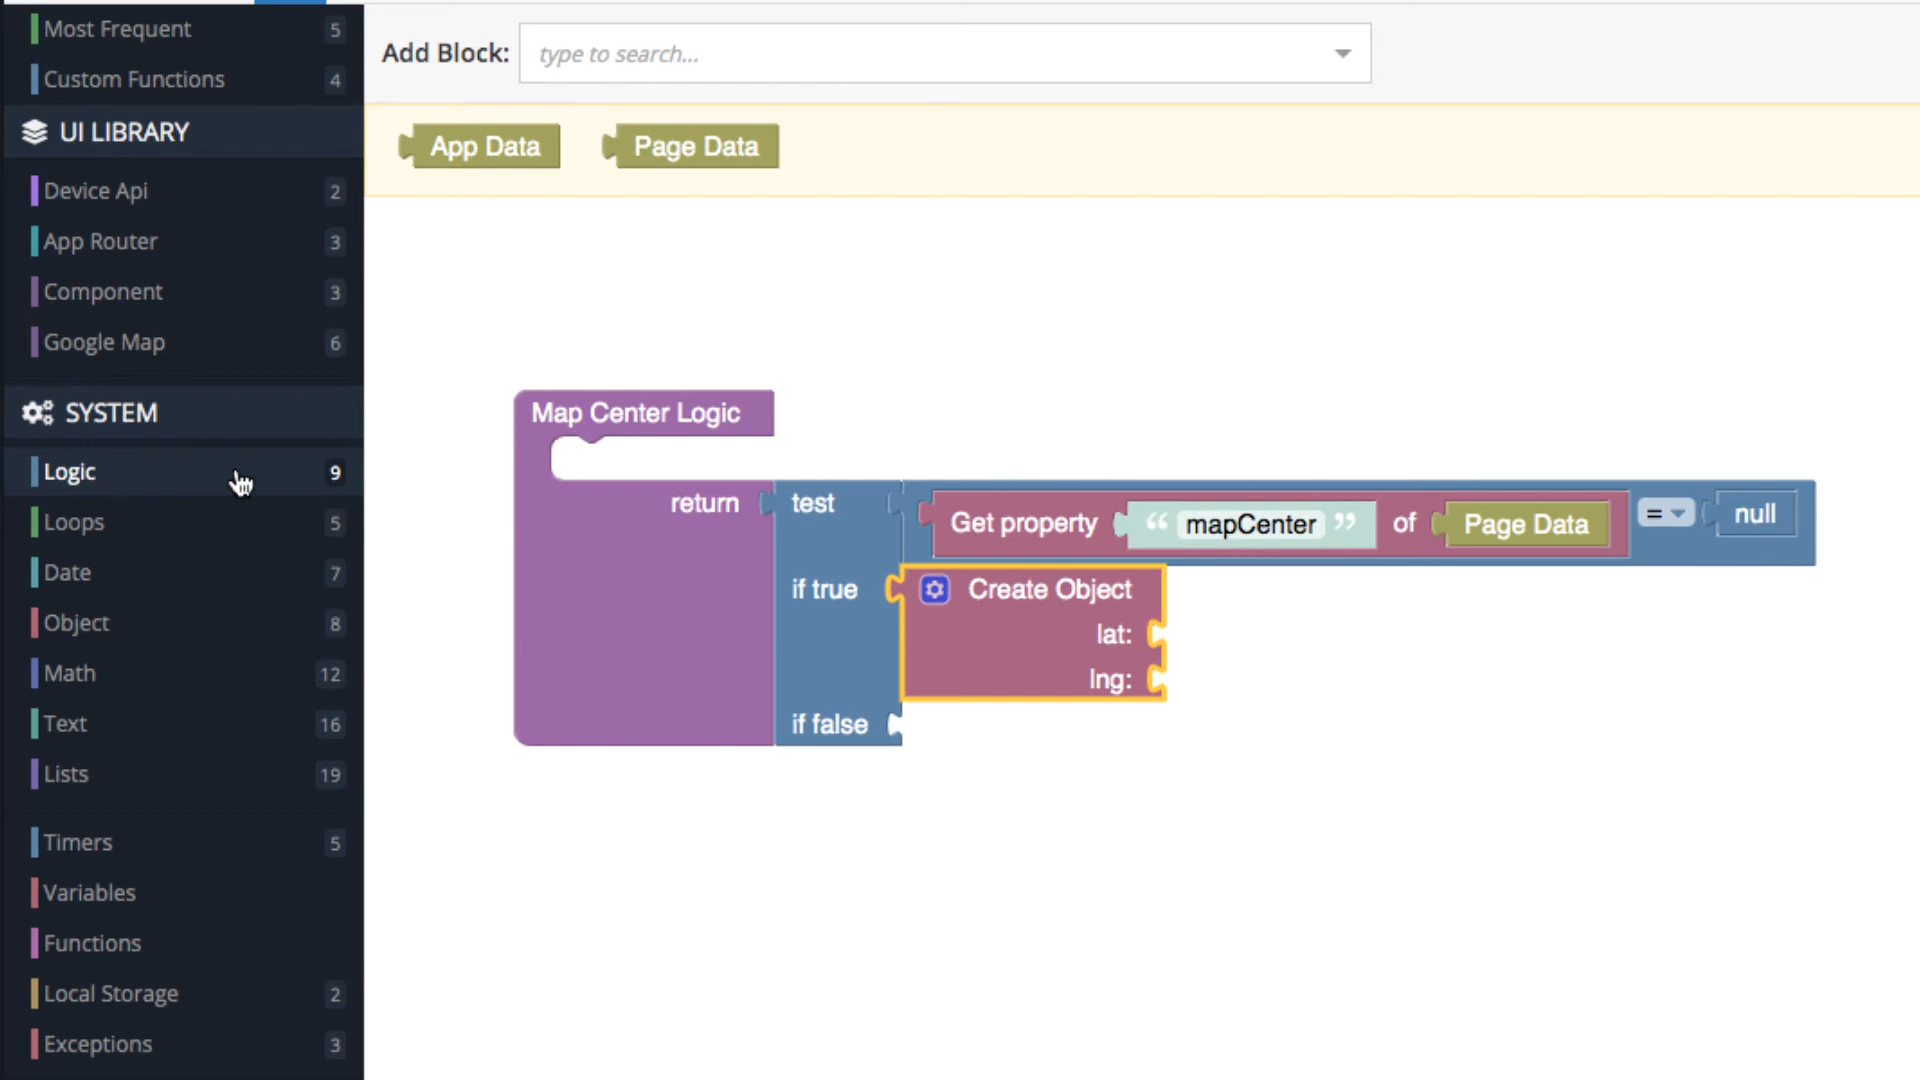 Most Frequent 5
Custom Functions 4
UI LIBRARY
Device Api 2
App Router 3
Component 3
Google Map 6
SYSTEM
Logic 9
Loops 5
Date 7
Object 8
Math 12
Text 16
Lists 19
Timers 5
Variables
Functions
Local Storage 2
Exceptions 3
Add Block: type to search...
App Data Page Data
Map Center Logic
return test Get property “ mapCenter ” of Page Data = null
if true Create Object
lat:
lng:
if false